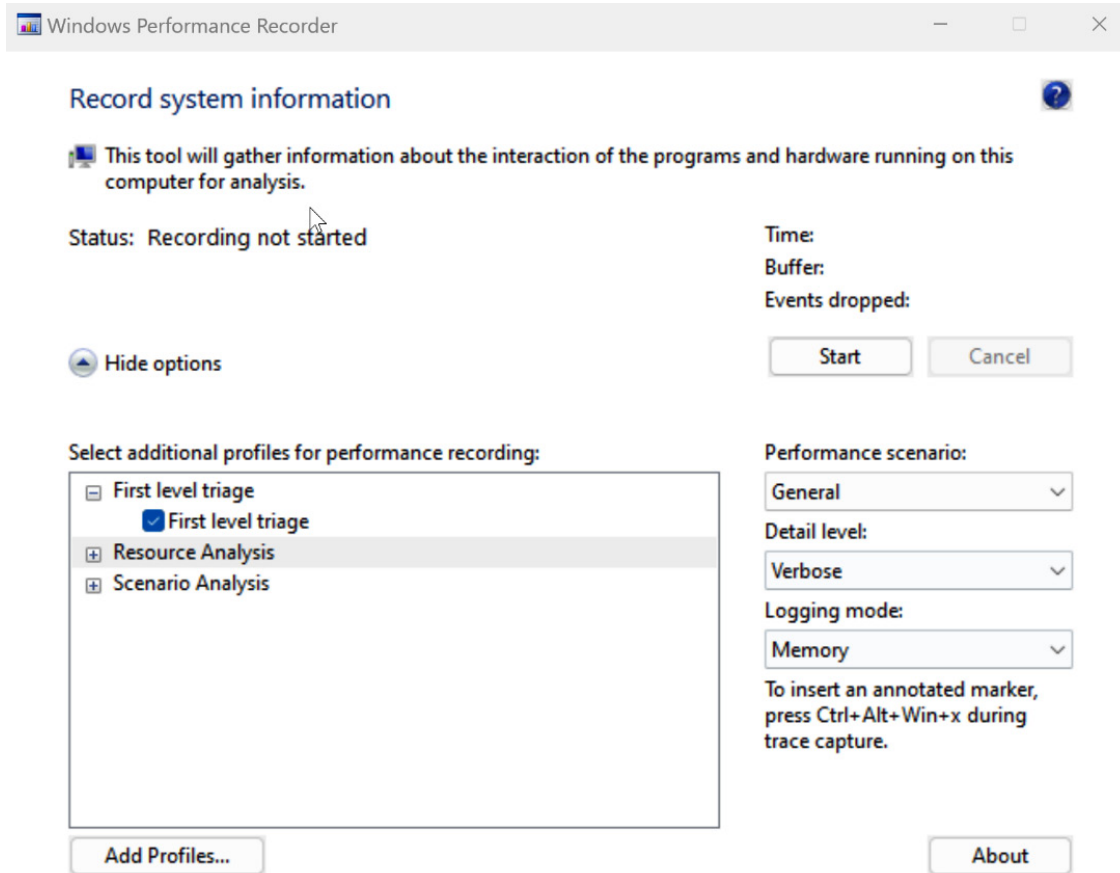 Windows Performance Recorder
Record system information
?
This tool will gather information about the interaction of the programs and hardware running on this
computer for analysis.
Status: Recording not started
Time:
Buffer:
Events dropped:
Hide options
Start
Cancel
Select additional profiles for performance recording:
First level triage
First level triage
Resource Analysis
Scenario Analysis
Performance scenario:
General
Detail level:
Verbose
Logging mode:
Memory
To insert an annotated marker,
press Ctrl+Alt+Win+x during
trace capture.
Add Profiles...
About